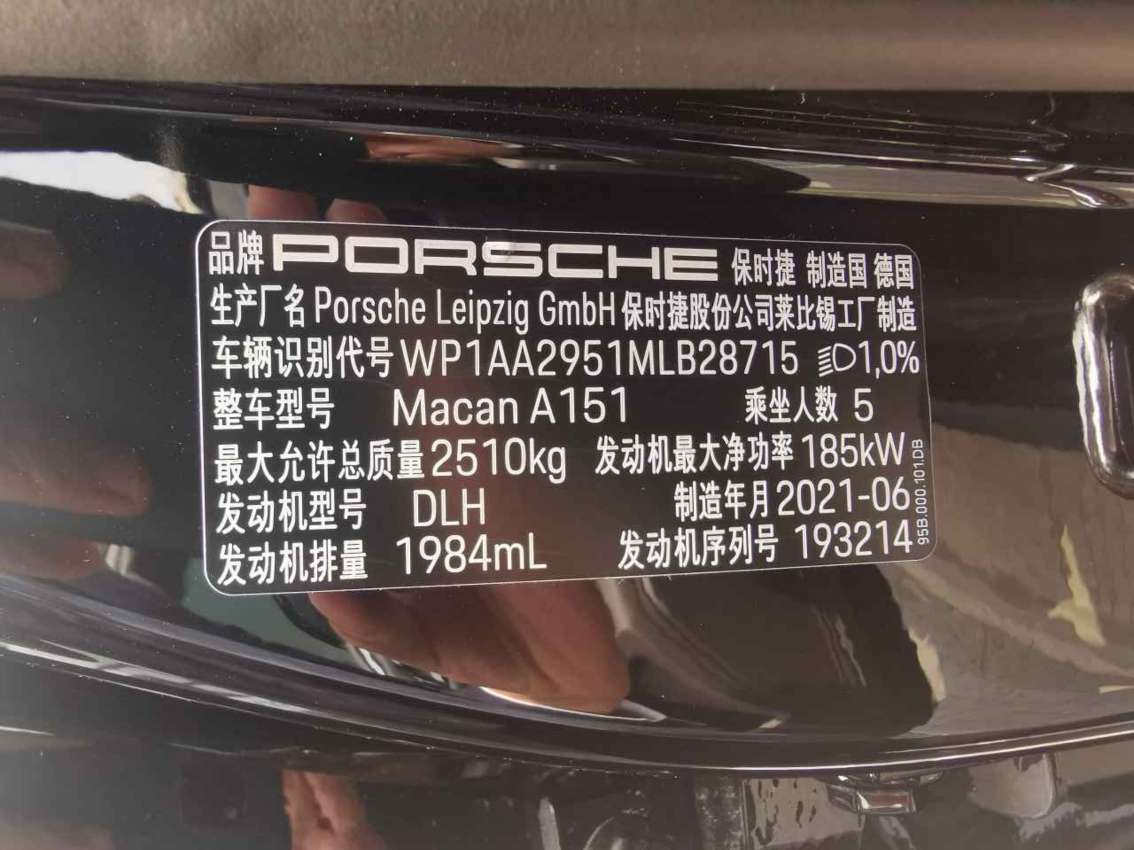 品牌 PORSCHE 保时捷 制造国 德国
生产厂名 Porsche Leipzig GmbH 保时捷股份公司莱比锡工厂制造
车辆识别代号 WP1AA2951MLB28715 1,0%
整车型号 Macan A151 乘坐人数 5
最大允许总质量 2510kg 发动机最大净功率 185kW
发动机型号 DLH 制造年月 2021-06
发动机排量 1984mL 发动机序列号 193214
95B.000.101.DB